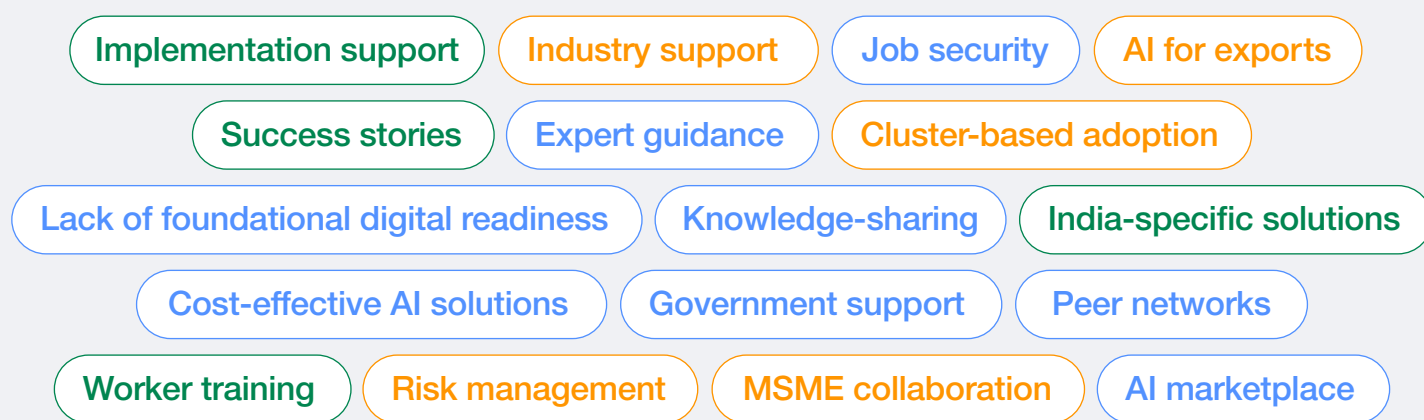 Implementation support Industry support Job security AI for exports
Success stories Expert guidance Cluster-based adoption
Lack of foundational digital readiness Knowledge-sharing India-specific solutions
Cost-effective AI solutions Government support Peer networks
Worker training Risk management MSME collaboration AI marketplace